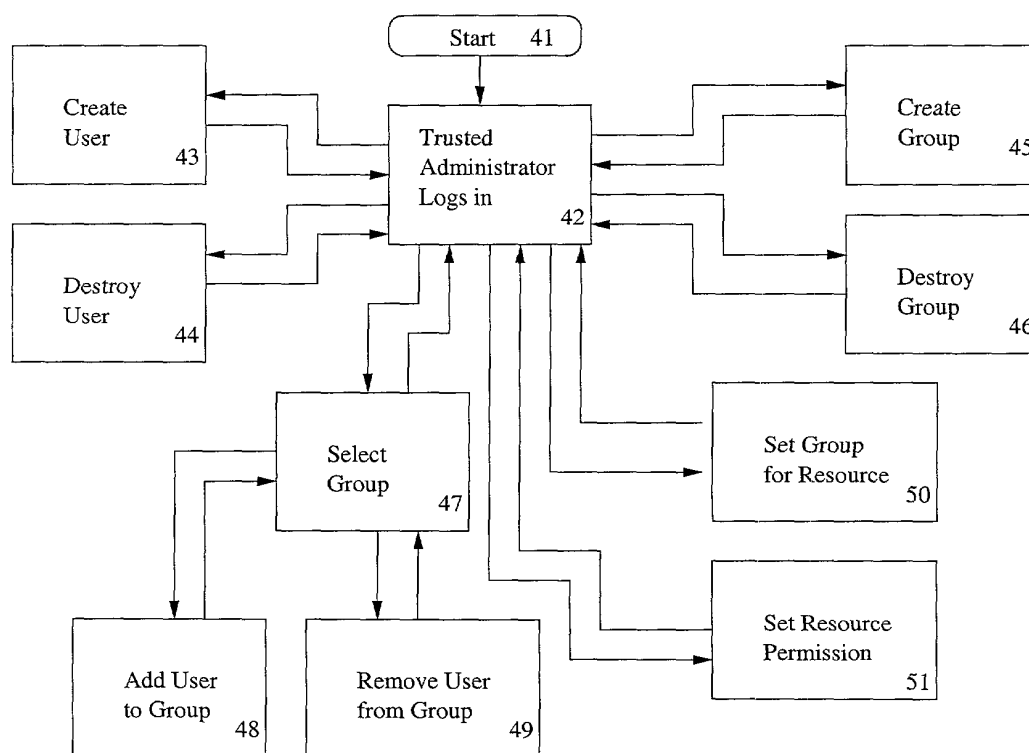 Start 41
Create
User
43
Trusted
Administrator
Logs in
42
Create
Group
45
Destroy
User
44
Destroy
Group
46
Select
Group
47
Set Group
for Resource
50
Add User
to Group
48
Remove User
from Group
49
Set Resource
Permission
51